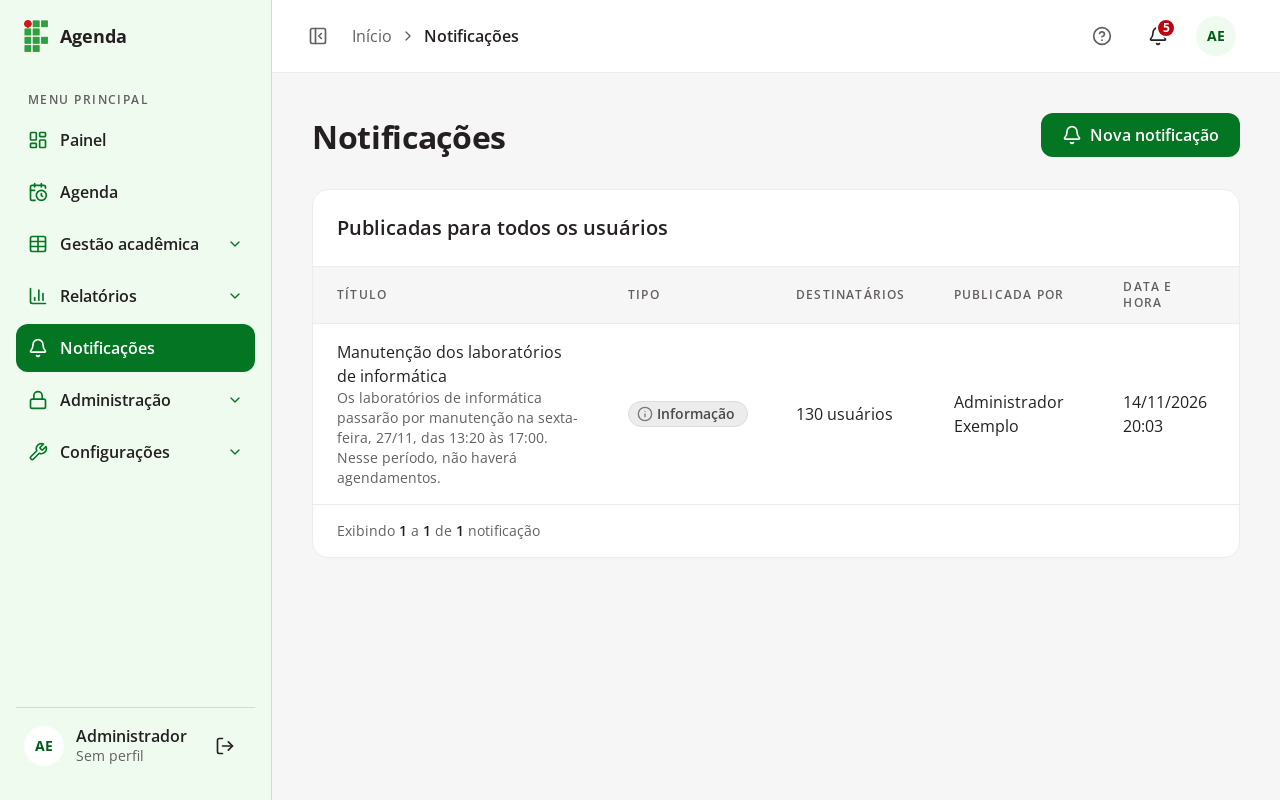 Agenda
MENU PRINCIPAL
Painel
Agenda
Gestão acadêmica
Relatórios
Notificações
Administração
Configurações
AE
Administrador
Sem perfil
Início
Notificações
5
AE
Notificações
Nova notificação
Publicadas para todos os usuários
TÍTULO
TIPO
DESTINATÁRIOS
PUBLICADA POR
DATA E
HORA
Manutenção dos laboratórios
de informática
Os laboratórios de informática
passarão por manutenção na sexta-
feira, 27/11, das 13:20 às 17:00.
Nesse período, não haverá
agendamentos.
Informação
130 usuários
Administrador
Exemplo
14/11/2026
20:03
Exibindo 1 a 1 de 1 notificação